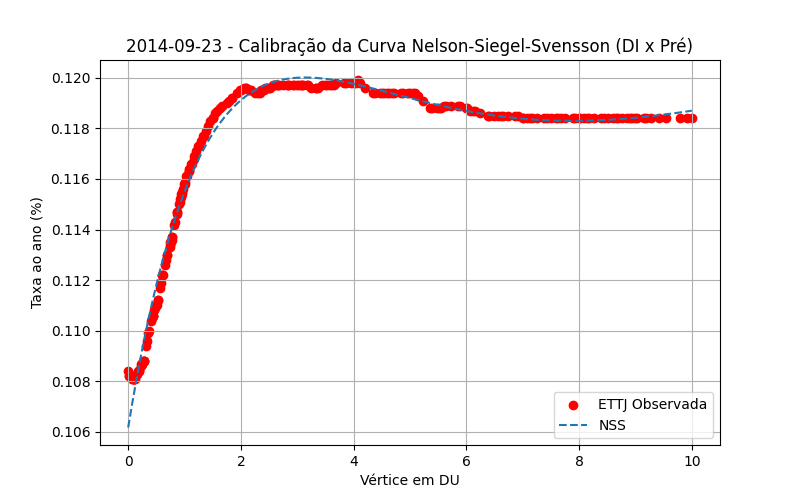 2014-09-23 - Calibração da Curva Nelson-Siegel-Svensson (DI x Pré)
0.120
0.118
0.116
0.114
0.112
0.110
0.108
0.106
Taxa ao ano (%)
0
2
4
6
8
10
Vértice em DU
ETTJ Observada
NSS